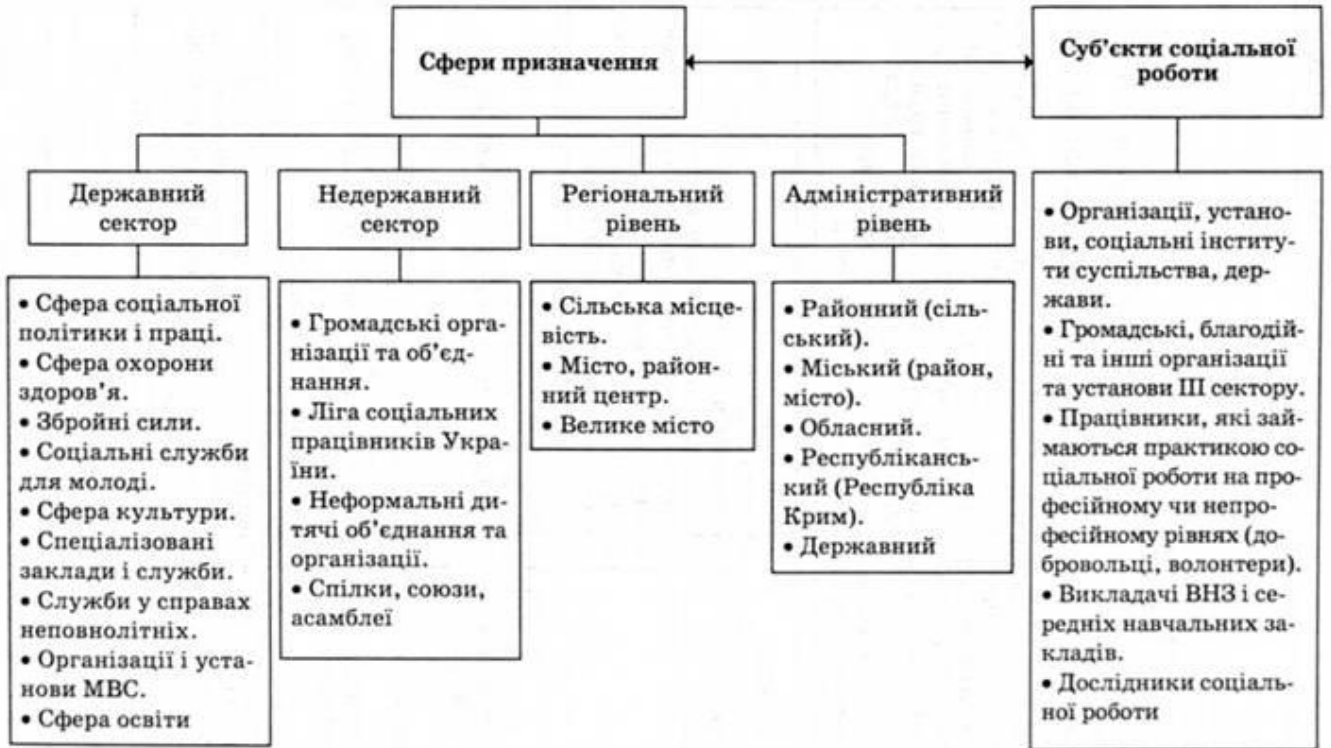 Сфери призначення
Суб’єкти соціальної
роботи
Державний
сектор
Недержавний
сектор
Регіональний
рівень
Адміністративний
рівень
• Сфера соціальної
політики і праці.
• Сфера охорони
здоров’я.
• Збройні сили.
• Соціальні служби
для молоді.
• Сфера культури.
• Спеціалізовані
заклади і служби.
• Служби у справах
неповнолітніх.
• Організації і уста-
нови МВС.
• Сфера освіти
• Громадські орга-
нізації та об’єд-
нання.
• Ліга соціальних
працівників Укра-
їни.
• Неформальні ди-
тячі об’єднання та
організації.
• Спілки, союзи,
асамблеї
• Сільська місце-
вість.
• Місто, район-
ний центр.
• Велике місто
• Районний (сіль-
ський).
• Міський (район,
місто).
• Обласний.
• Республікансь-
кий (Республіка
Крим).
• Державний
• Організації, устано-
ви, соціальні інститу-
ти суспільства, дер-
жави.
• Громадські, благодій-
ні та інші організації
та установи III сектору.
• Працівники, які зай-
маються практикою со-
ціальної роботи на про-
фесійному чи непро-
фесійному рівнях (до-
бровольці, волонтери).
• Викладачі ВНЗ і се-
редніх навчальних за-
кладів.
• Дослідники соціаль-
ної роботи